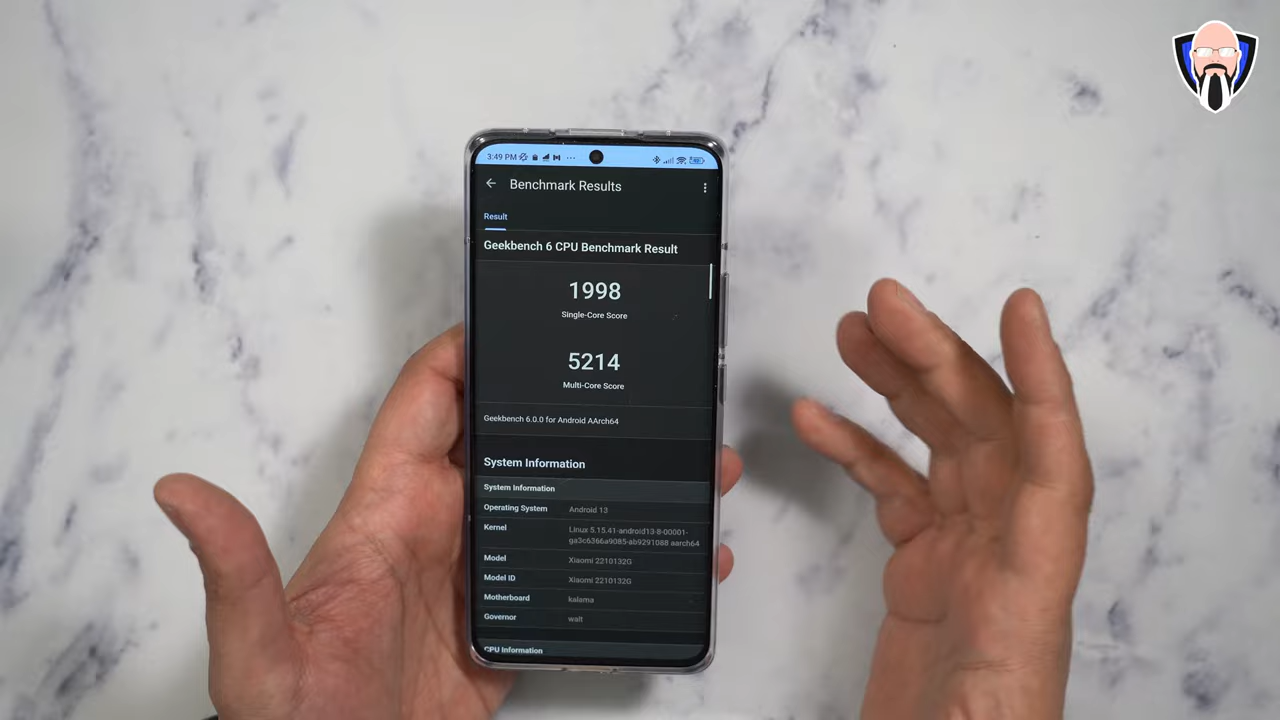 3:49 PM
Benchmark Results
Result
Geekbench 6 CPU Benchmark Result
1998
Single-Core Score
5214
Multi-Core Score
Geekbench 6.0.0 for Android AArch64
System Information
System Information
Operating System Android 13
Kernel Linux 5.15.41-android13-8-00001-
ga3c6366a9085-ab9291088 aarch64
Model Xiaomi 2210132G
Model ID Xiaomi 2210132G
Motherboard kalama
Governor walt
CPU Information